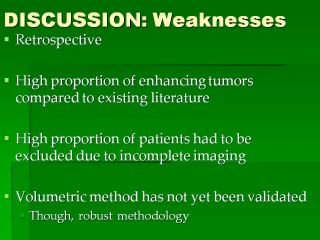 DISCUSSION: Weaknesses
Retrospective
High proportion of enhancing tumors
compared to existing literature
High proportion of patients had to be
excluded due to incomplete imaging
Volumetric method has not yet been validated
Though, robust methodology